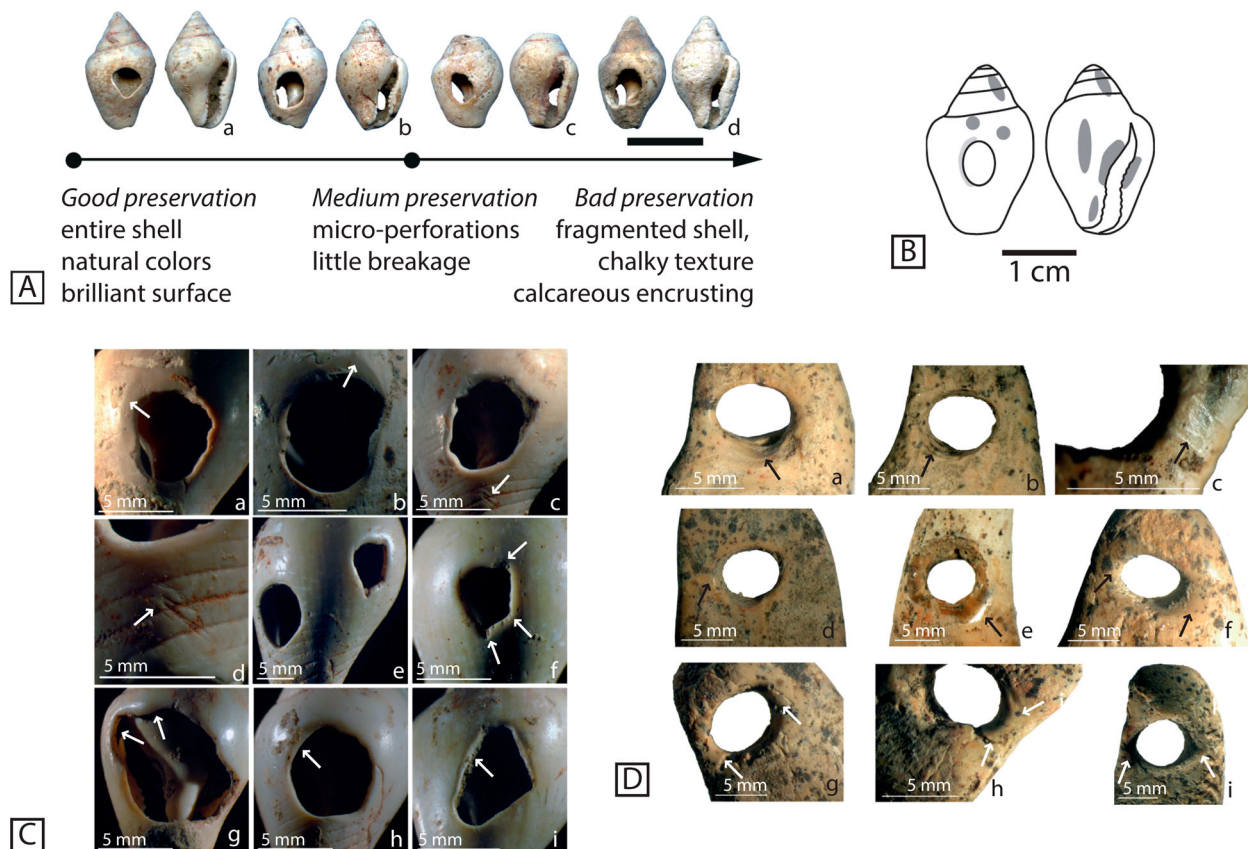 a
b
c
d
Good preservation
entire shell
natural colors
brilliant surface
Medium preservation
micro-perforations
little breakage
Bad preservation
fragmented shell,
chalky texture
calcareous encrusting
A
B
1 cm
5 mm
a
5 mm
b
5 mm
c
5 mm
d
5 mm
e
5 mm
f
5 mm
g
5 mm
h
5 mm
i
C
5 mm
a
5 mm
b
5 mm
c
5 mm
d
5 mm
e
5 mm
f
5 mm
g
5 mm
h
5 mm
i
D